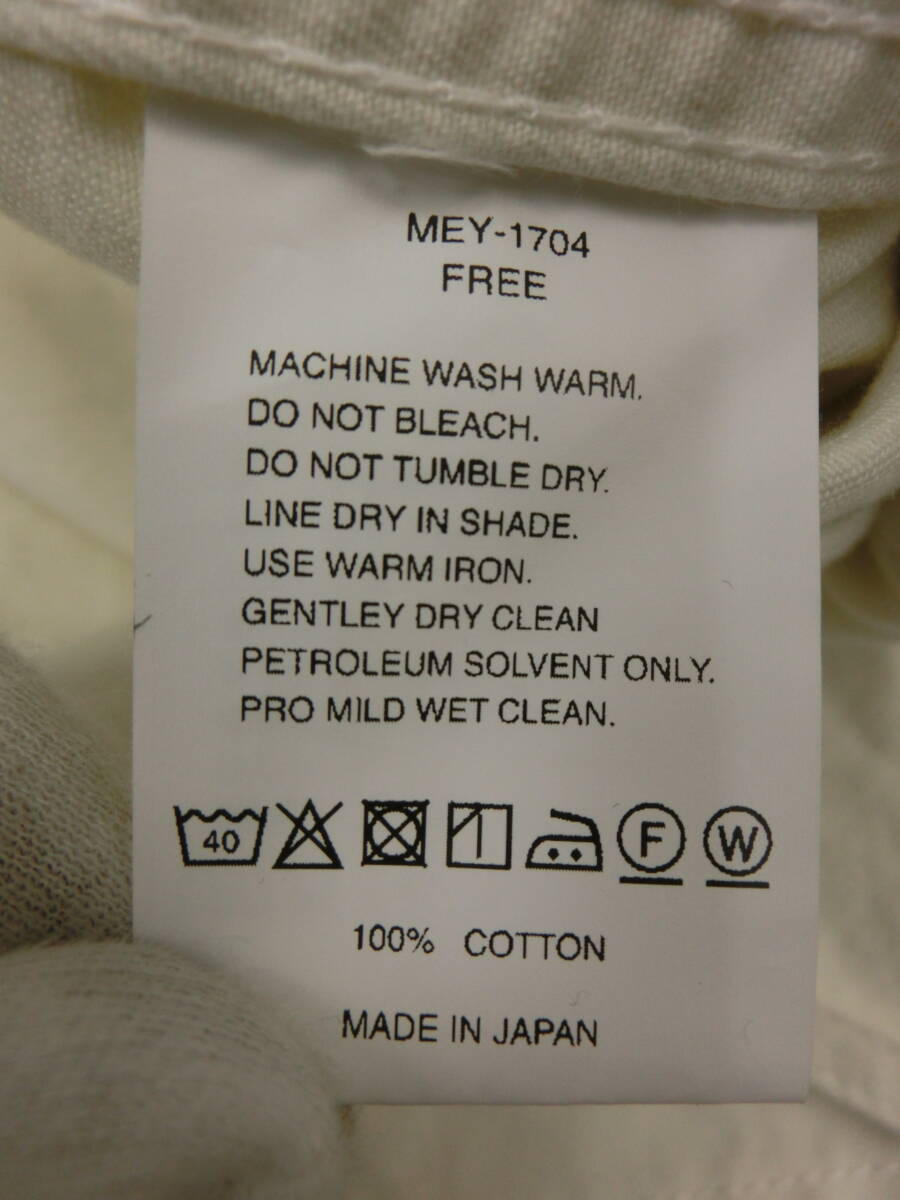 MEY-1704
FREE
MACHINE WASH WARM.
DO NOT BLEACH.
DO NOT TUMBLE DRY.
LINE DRY IN SHADE.
USE WARM IRON.
GENTLEY DRY CLEAN
PETROLEUM SOLVENT ONLY.
PRO MILD WET CLEAN.
40 F W
100% COTTON
MADE IN JAPAN